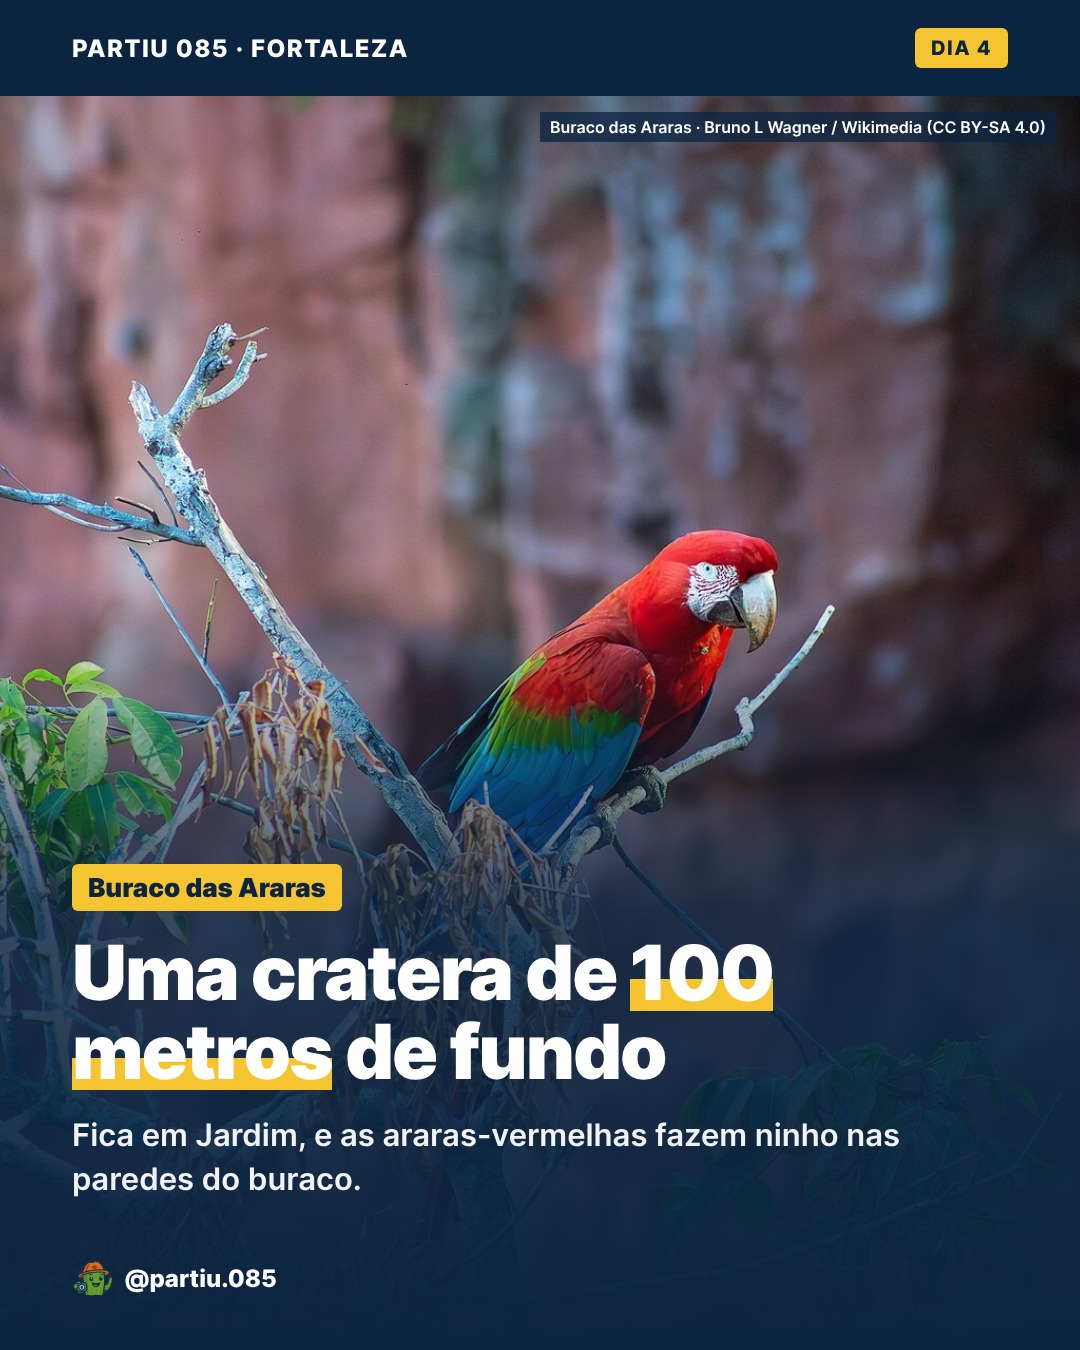 PARTIU 085 · FORTALEZA
DIA 4
Buraco das Araras · Bruno L Wagner / Wikimedia (CC BY-SA 4.0)
Buraco das Araras
Uma cratera de 100
metros de fundo
Fica em Jardim, e as araras-vermelhas fazem ninho nas
paredes do buraco.
@partiu.085